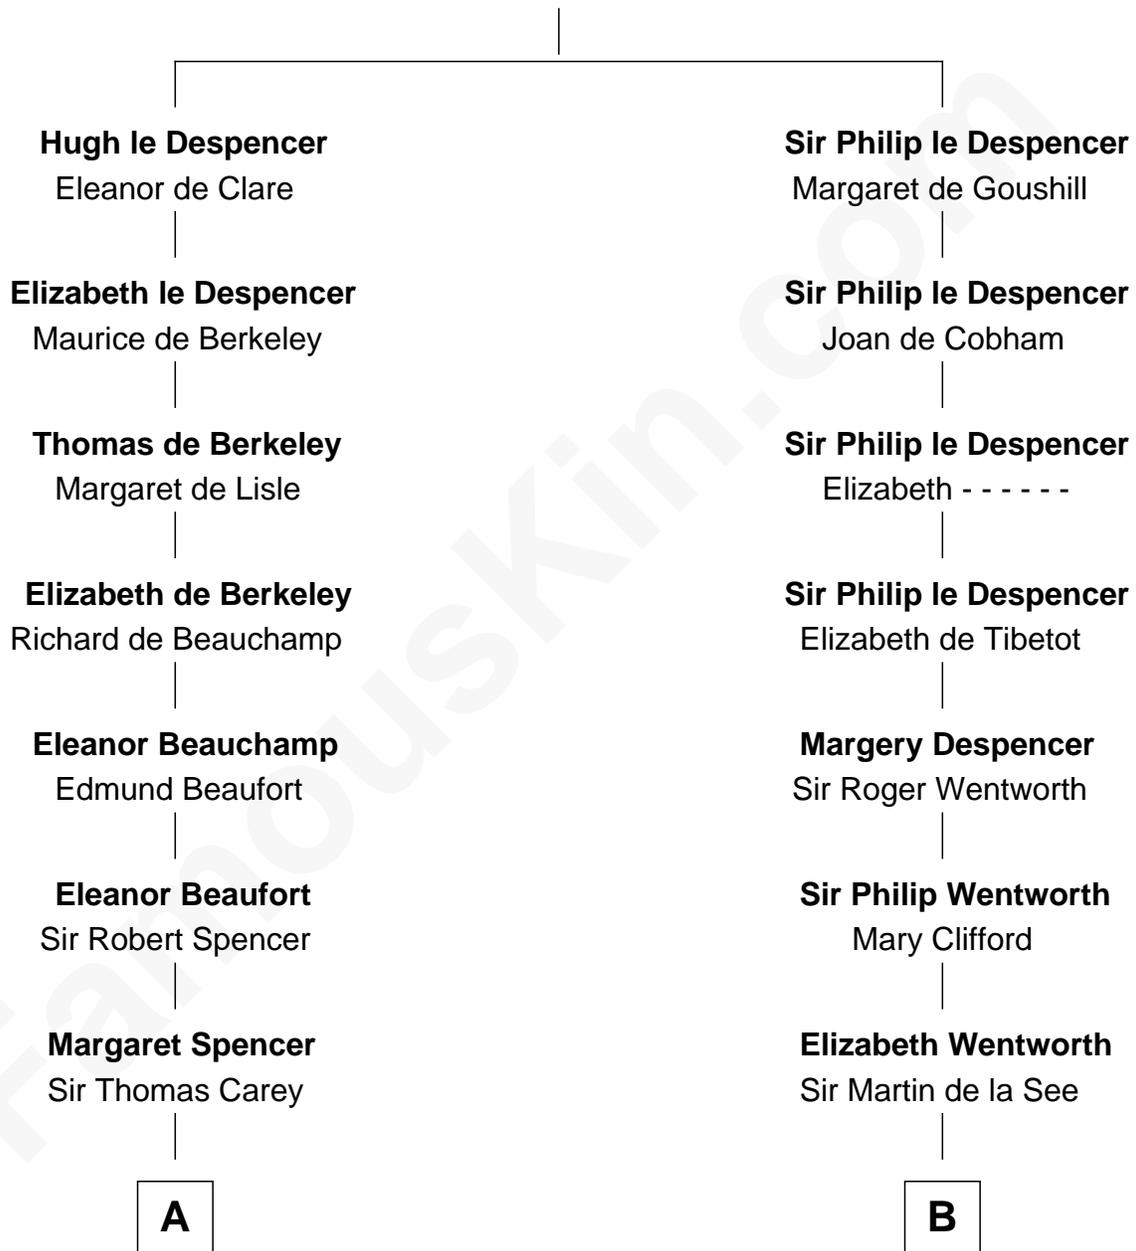 Hugh le Despencer
Eleanor de Clare
Elizabeth le Despencer
Maurice de Berkeley
Thomas de Berkeley
Margaret de Lisle
Elizabeth de Berkeley
Richard de Beauchamp
Eleanor Beauchamp
Edmund Beaufort
Eleanor Beaufort
Sir Robert Spencer
Margaret Spencer
Sir Thomas Carey
A
Sir Philip le Despencer
Margaret de Goushill
Sir Philip le Despencer
Joan de Cobham
Sir Philip le Despencer
Elizabeth - - - - - -
Sir Philip le Despencer
Elizabeth de Tibetot
Margery Despencer
Sir Roger Wentworth
Sir Philip Wentworth
Mary Clifford
Elizabeth Wentworth
Sir Martin de la See
B
FamousKin.com